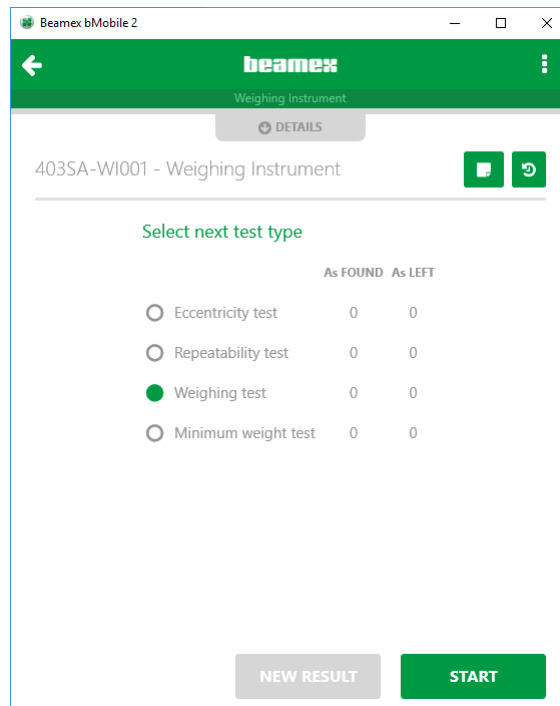 Beamex bMobile 2
beamex
Weighing Instrument
DETAILS
403SA-WI001 - Weighing Instrument
Select next test type
As FOUND As LEFT
Eccentricity test 0 0
Repeatability test 0 0
Weighing test 0 0
Minimum weight test 0 0
NEW RESULT START